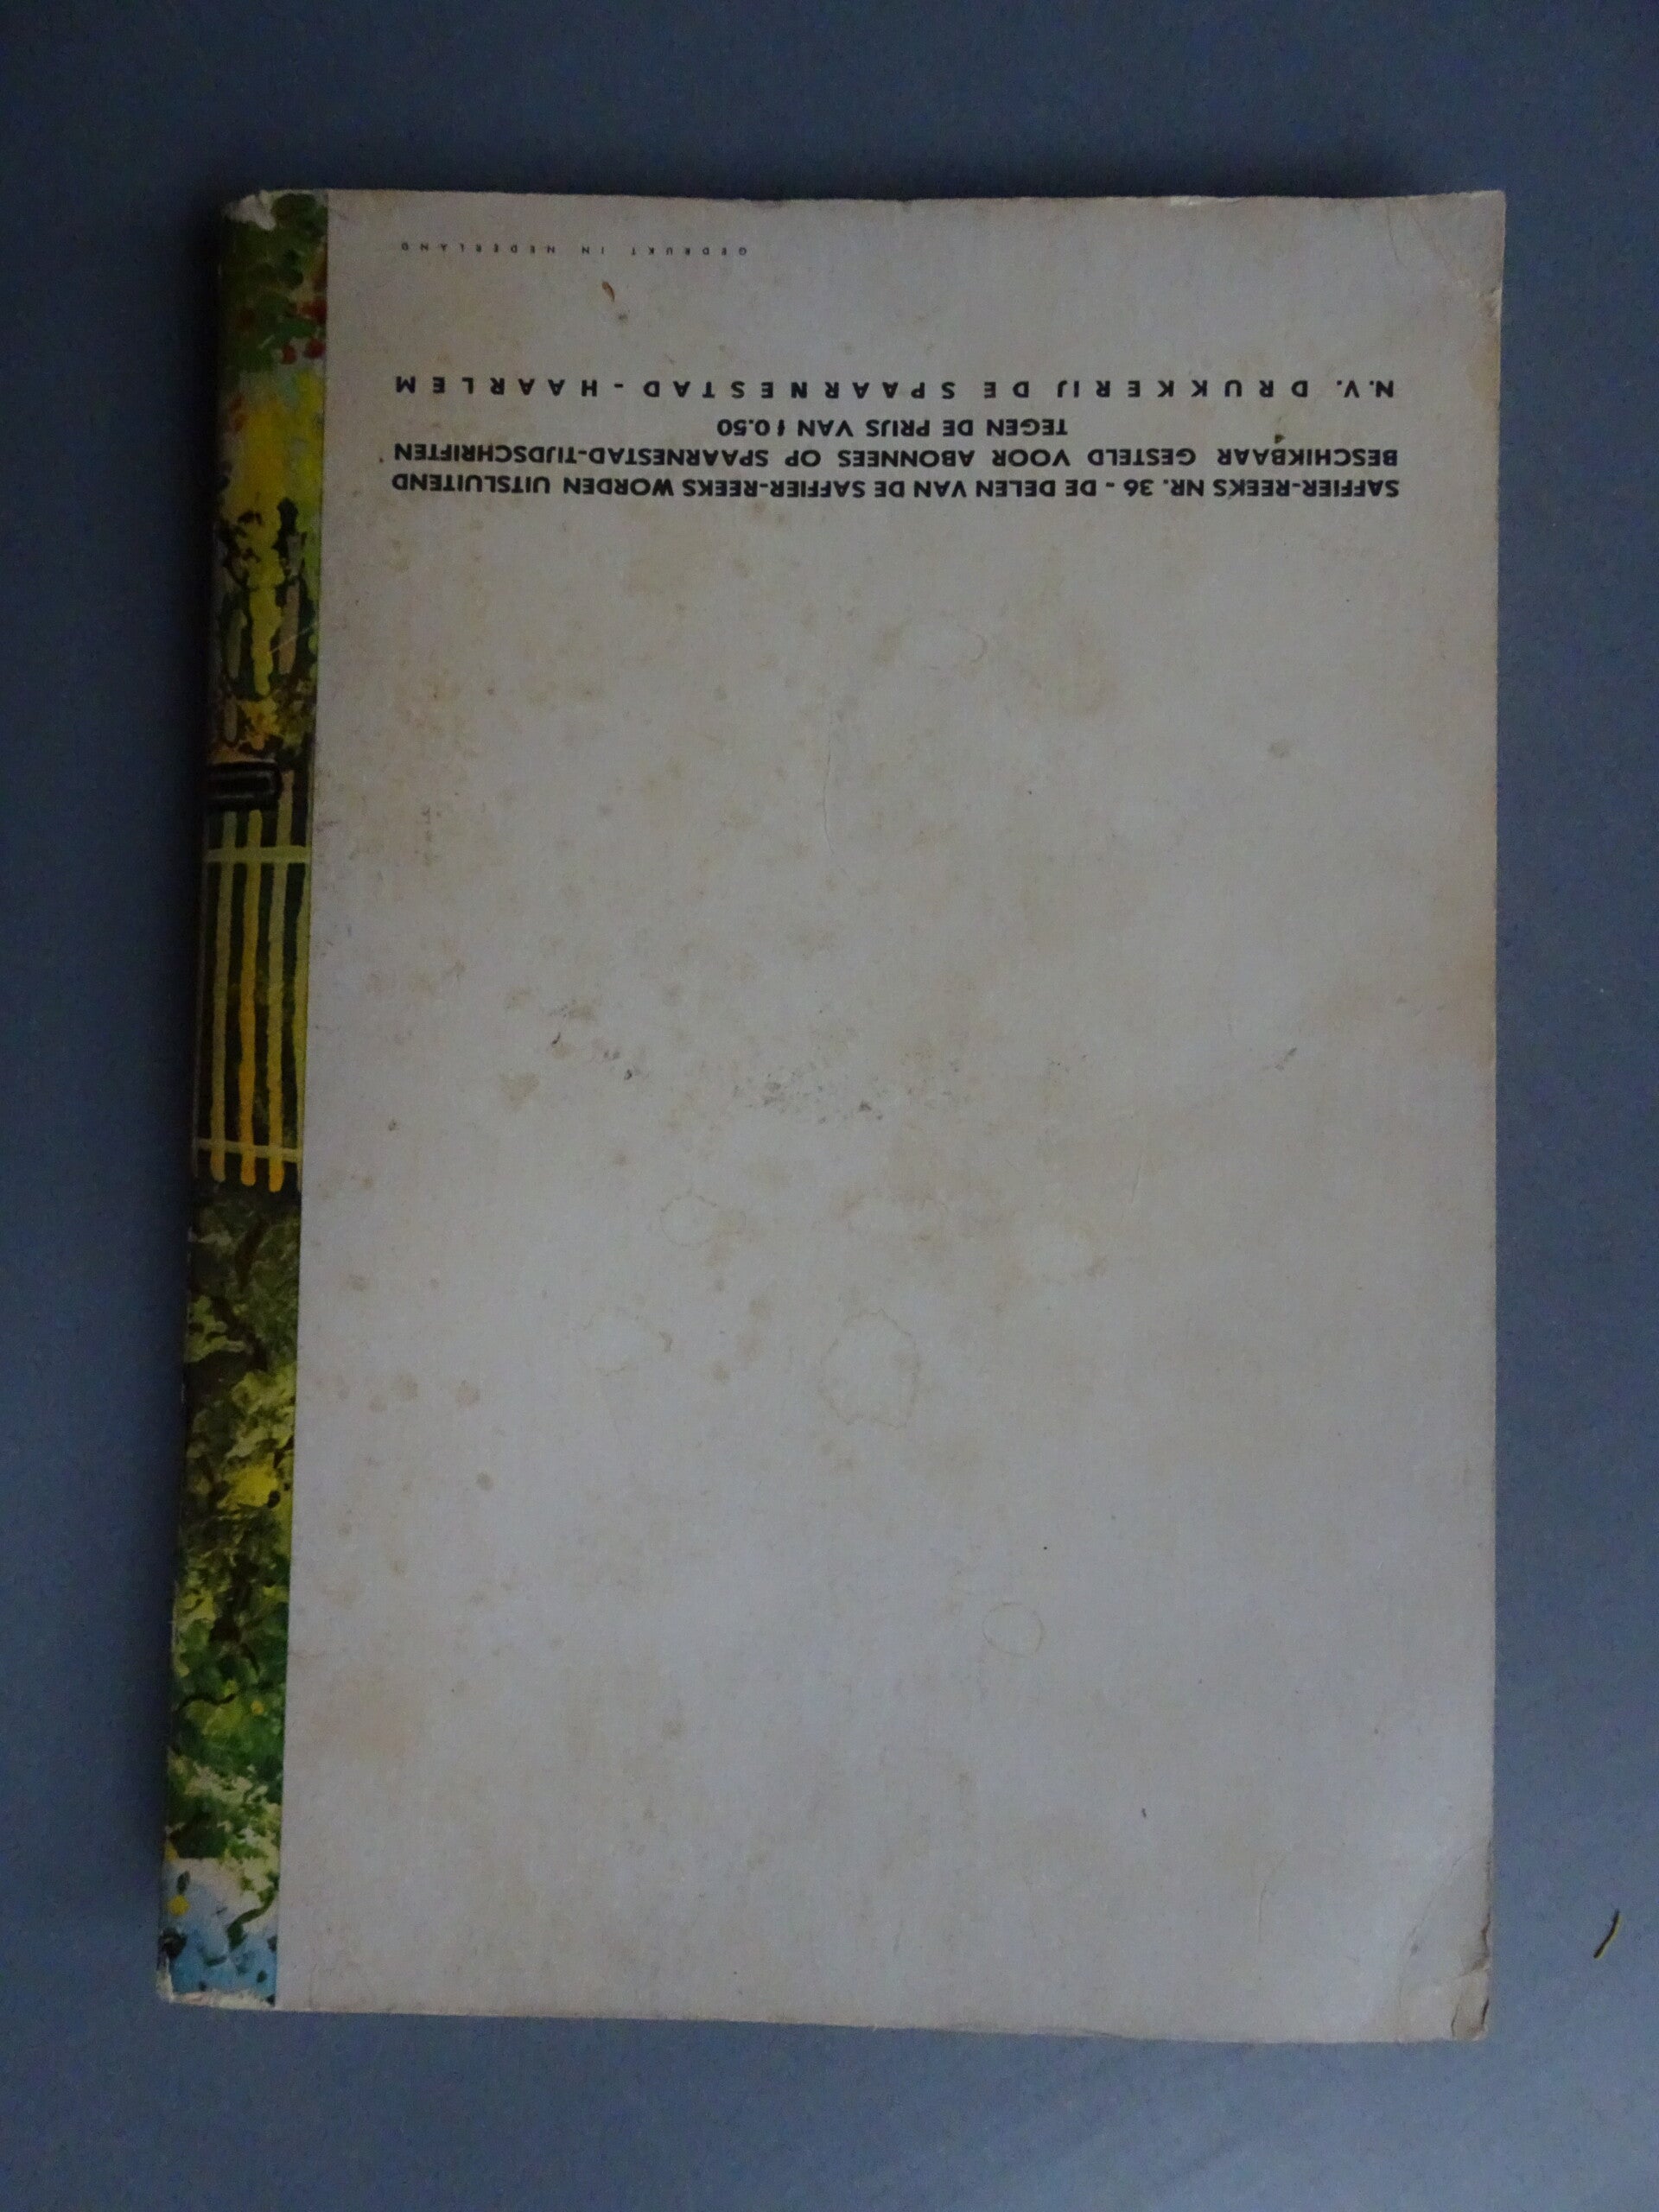 SAFFIER-REEKS NR. 36 - DE DELEN VAN DE SAFFIER-REEKS WORDEN UITSLUITEND
BESCHIKBAAR GESTELD VOOR ABONNEES OP SPAARNESTAD-TIJDSCHRIFTEN
TEGEN DE PRIJS VAN f 0.50
N.V. DRUKKERIJ DE SPAARNESTAD - HAARLEM
GEDRUKT IN NEDERLAND